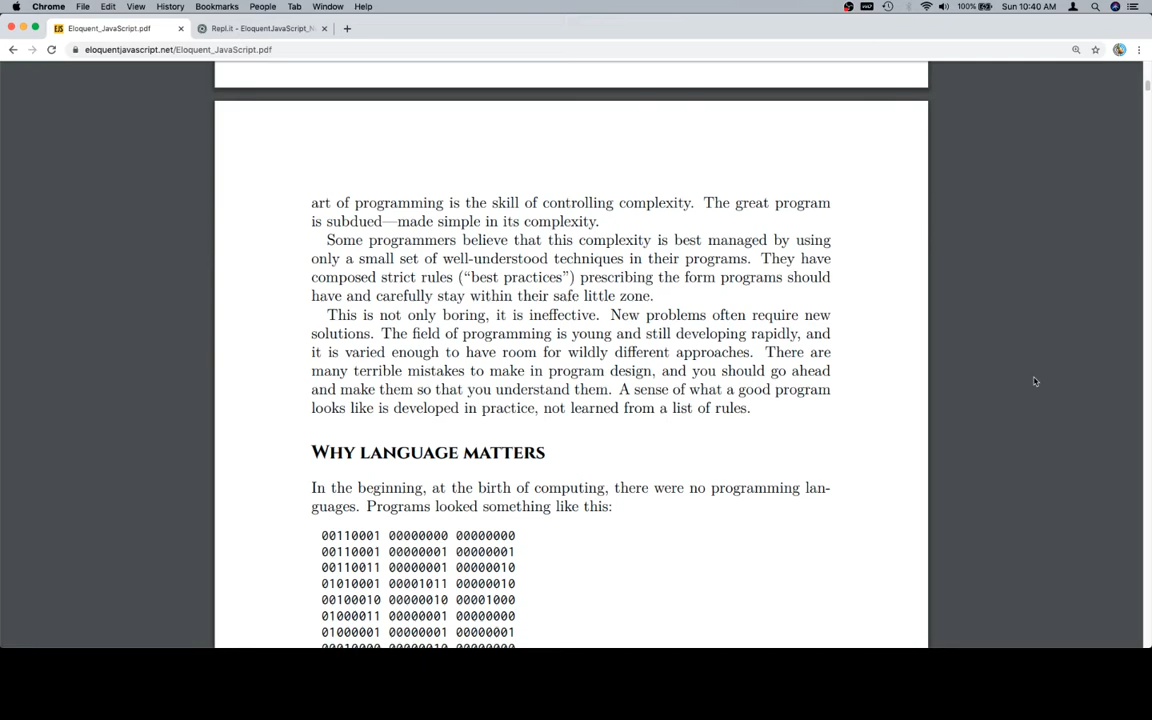 Chrome File Edit View History Bookmarks People Tab Window Help 100% Sun 10:40 AM
Eloquent_JavaScript.pdf Repl.it - EloquentJavaScript_N
eloquentjavascript.net/Eloquent_JavaScript.pdf
art of programming is the skill of controlling complexity. The great program
is subdued—made simple in its complexity.
Some programmers believe that this complexity is best managed by using
only a small set of well-understood techniques in their programs. They have
composed strict rules (“best practices”) prescribing the form programs should
have and carefully stay within their safe little zone.
This is not only boring, it is ineffective. New problems often require new
solutions. The field of programming is young and still developing rapidly, and
it is varied enough to have room for wildly different approaches. There are
many terrible mistakes to make in program design, and you should go ahead
and make them so that you understand them. A sense of what a good program
looks like is developed in practice, not learned from a list of rules.
WHY LANGUAGE MATTERS
In the beginning, at the birth of computing, there were no programming lan-
guages. Programs looked something like this:
00110001 00000000 00000000
00110001 00000001 00000001
00110011 00000001 00000010
01010001 00001011 00000010
00100010 00000010 00001000
01000011 00000001 00000000
01000001 00000001 00000001
00010000 00000010 00000000